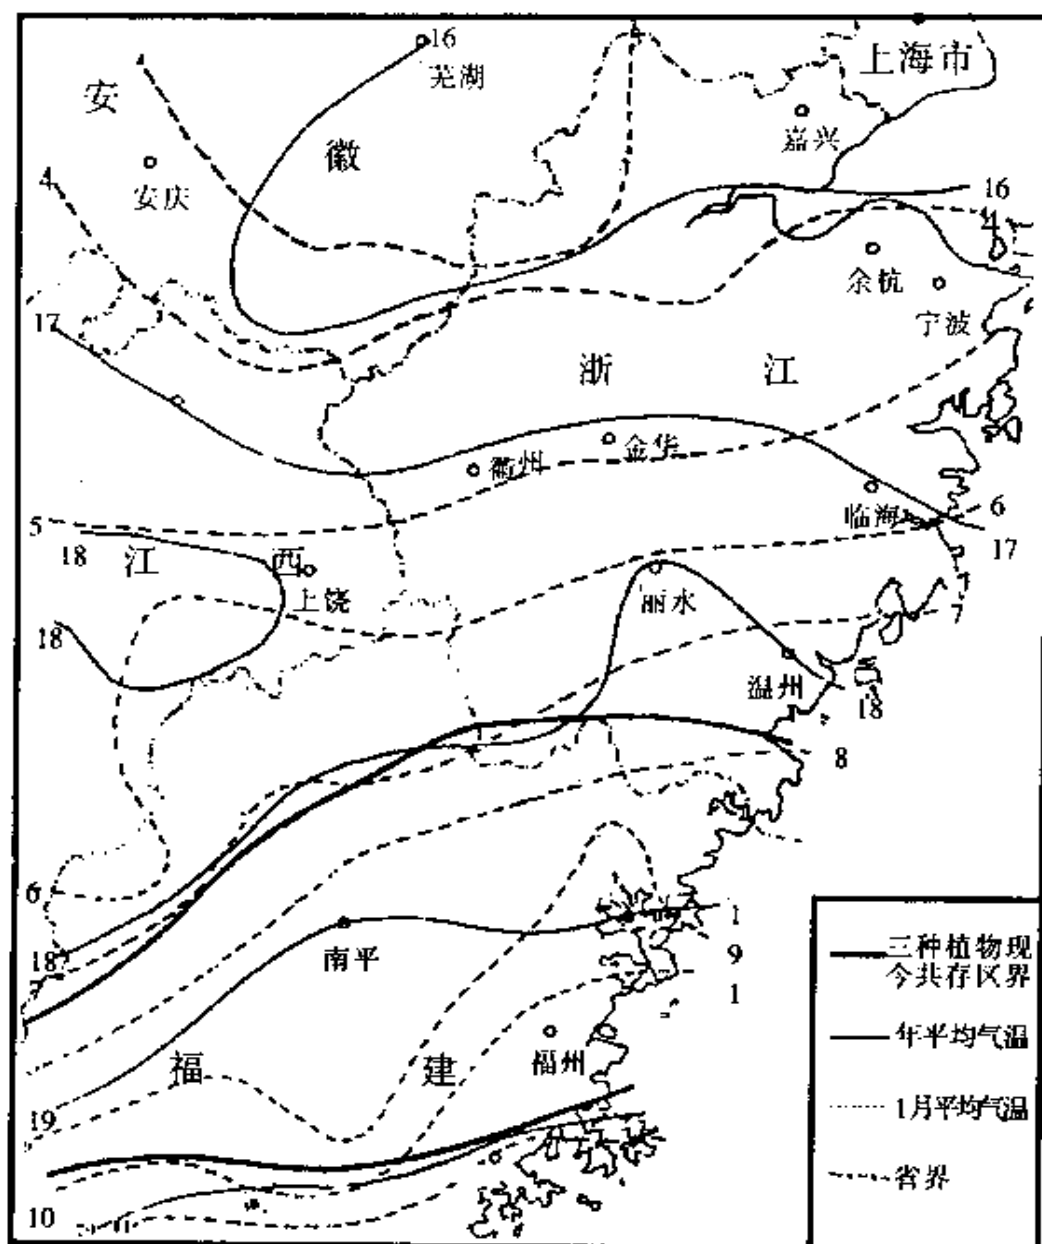 16
上海市
芜湖
4
安
嘉兴
徽
安庆
4
16
4
余杭
宁波
17
浙 江
金华
衢州
5
临海
6
18
江 西
17
上饶
丽水
7
18
温州
18
8
6
1
南平
9
18
7
1
福州
福 建
19
10
三种植物现
今共存区界
年平均气温
1月平均气温
省界